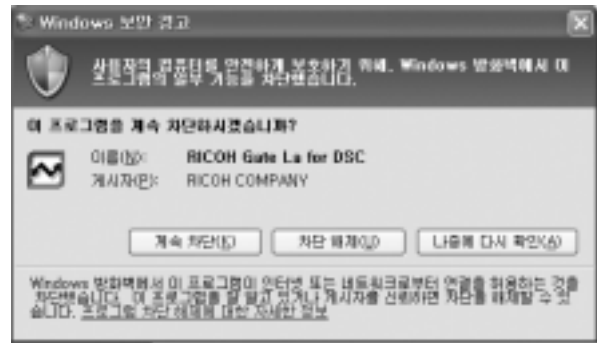 Windows 보안 경고
사용자의 컴퓨터를 안전하게 보호하기 위해, Windows 방화벽에서 이
프로그램의 일부 기능을 차단했습니다.
이 프로그램을 계속 차단하시겠습니까?
이름(N): RICOH Gate La for DSC
게시자(P): RICOH COMPANY
계속 차단(K) 차단 해제(U) 나중에 다시 확인(A)
Windows 방화벽에서 이 프로그램이 인터넷 또는 네트워크로부터 연결을 허용하는 것을
차단했습니다. 이 프로그램을 잘 알고 있거나 게시자를 신뢰하면 차단을 해제할 수 있
습니다. 프로그램 차단 해제에 대한 자세한 정보